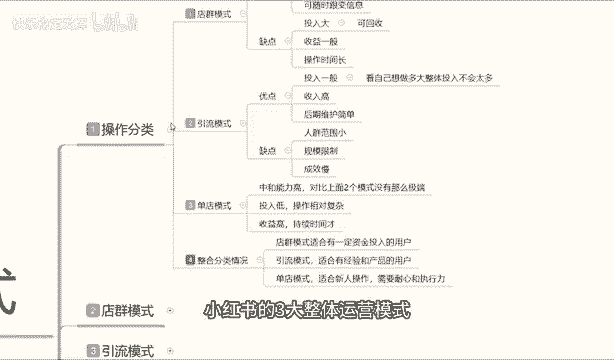 可随时跟变信息
1 店群模式
投入大 可回收
缺点 收益一般
操作时间长
投入一般 看自己想做多大整体投入不会太多
优点 收入高
后期维护简单
1 操作分类
2 引流模式
人群范围小
缺点 规模限制
成效慢
中和能力高，对比上面2个模式没有那么极端
3 单店模式 投入低，操作相对复杂
收益高，持续时间才
店群模式适合有一定资金投入的用户
4 整合分类情况 引流模式，适合有经验和产品的用户
单店模式，适合新人操作，需要耐心和执行力
式
2 店群模式
小红书的3大整体运营模式
3 引流模式